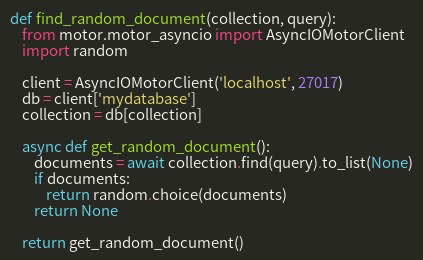 def find_random_document(collection, query):
    from motor.motor_asyncio import AsyncIOMotorClient
    import random

    client = AsyncIOMotorClient('localhost', 27017)
    db = client['mydatabase']
    collection = db[collection]

    async def get_random_document():
        documents = await collection.find(query).to_list(None)
        if documents:
            return random.choice(documents)
        return None

    return get_random_document()